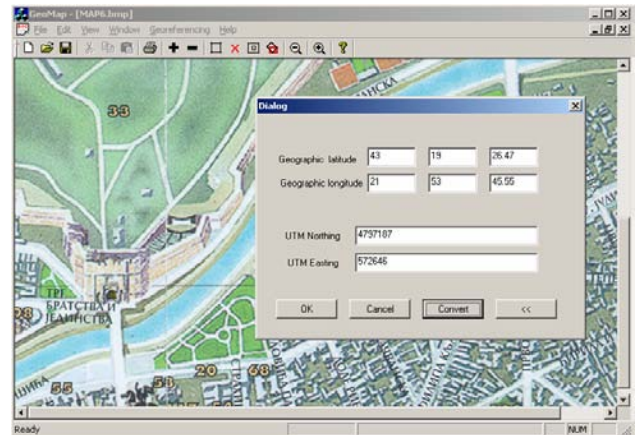 GeoMap - [MAP6.bmp]
File Edit View Window Georeferencing Help
33
Dialog
Geographic latitude 43 19 26.47
Geographic longitude 21 53 45.55
UTM Northing 4797187
UTM Easting 572646
OK Cancel Convert <<
ТРГ
БРАТСТВА И
ЈЕДИНСТВА
28
20
68
55
53
Ready NUM